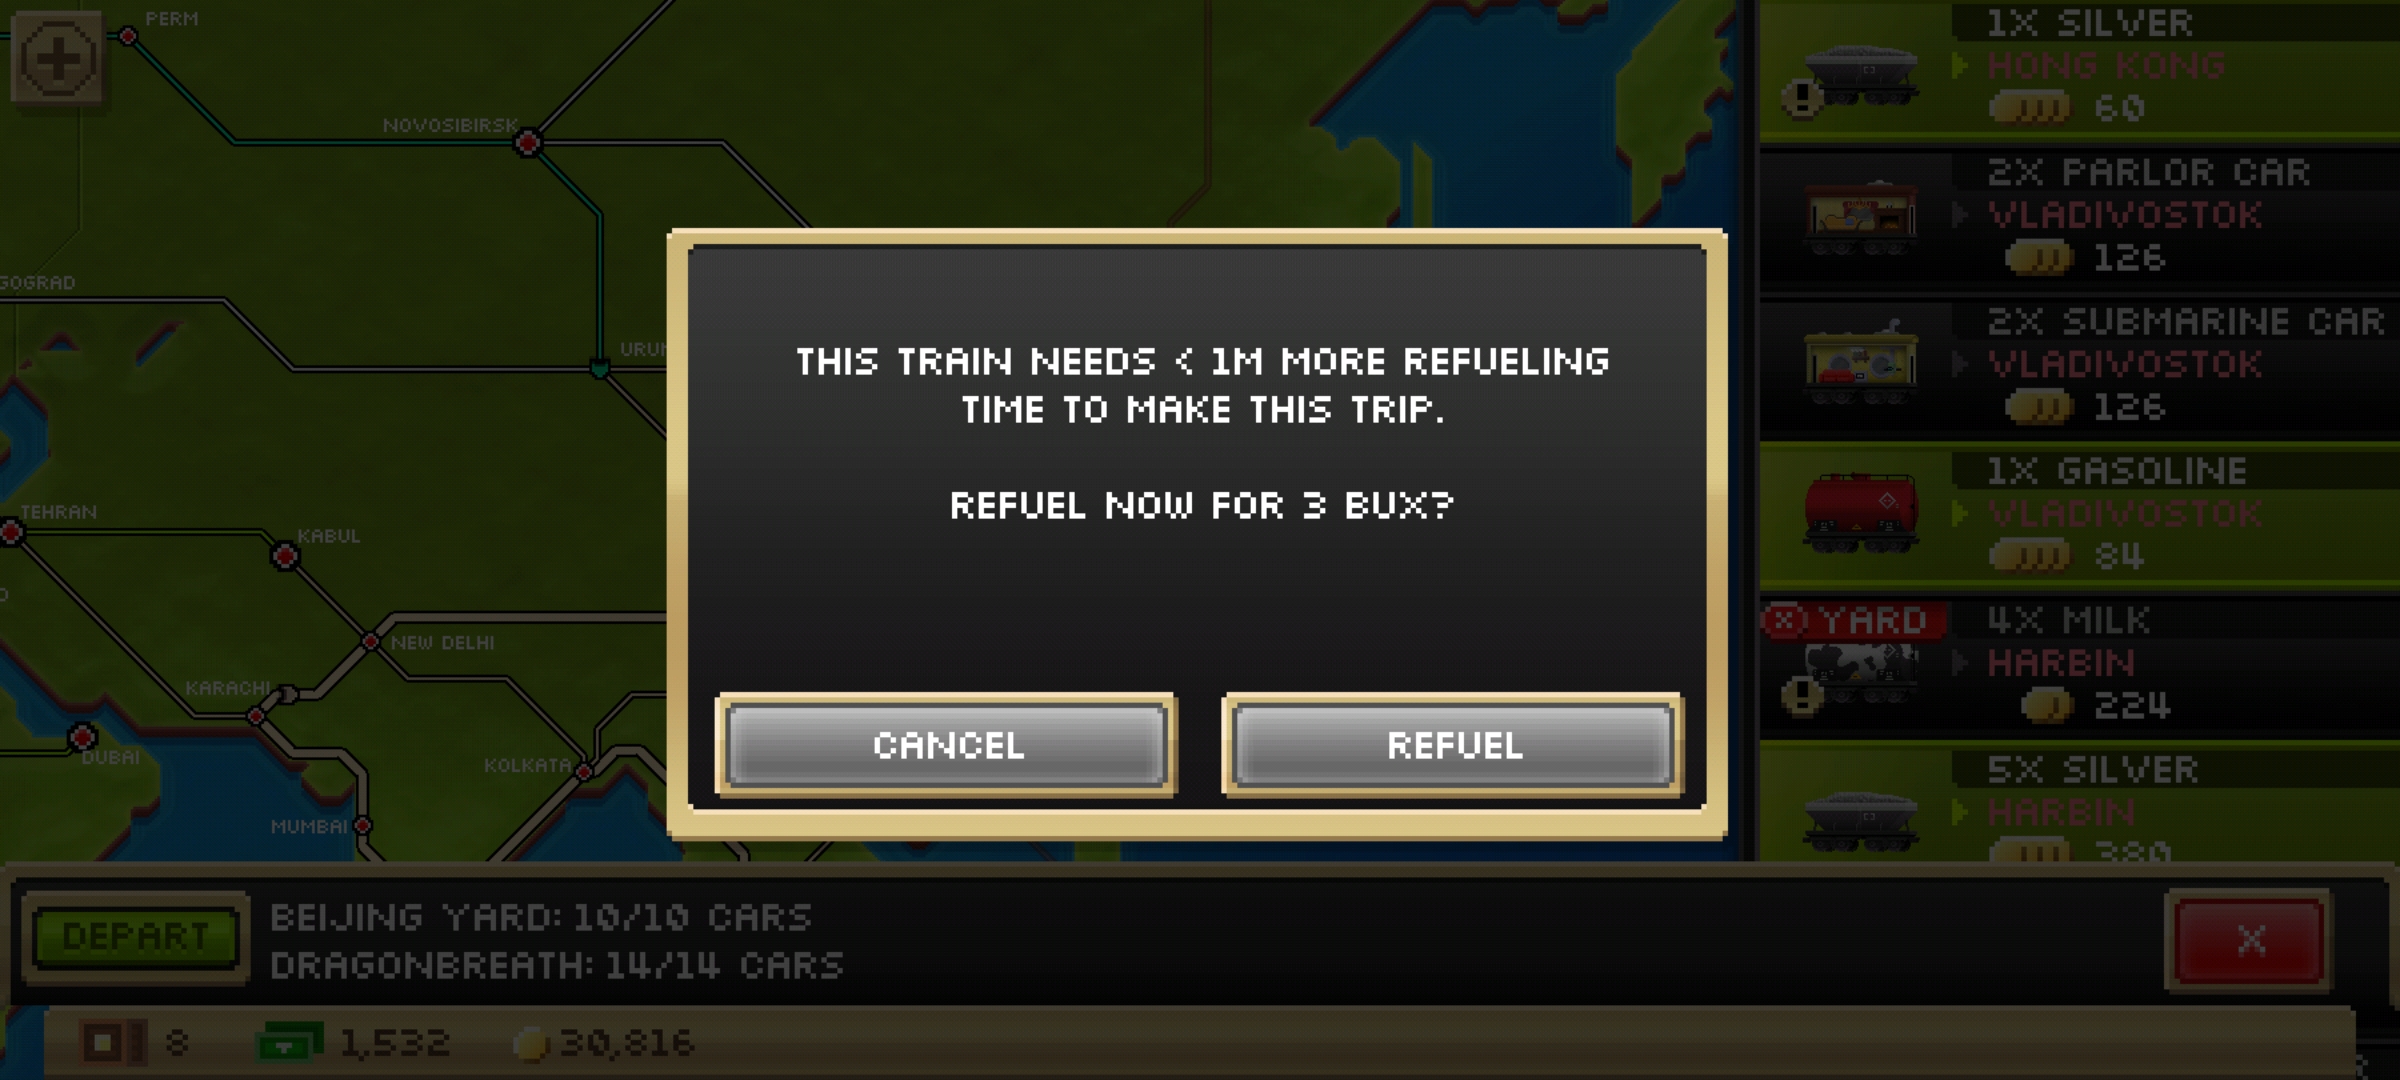 PERM
NOVOSIBIRSK
GOGRAD
URUM
TEHRAN
KABUL
NEW DELHI
KARACHI
DUBAI
KOLKATA
MUMBAI
THIS TRAIN NEEDS < 1M MORE REFUELING
TIME TO MAKE THIS TRIP.
REFUEL NOW FOR 3 BUX?
CANCEL
REFUEL
1X SILVER
HONG KONG
60
2X PARLOR CAR
VLADIVOSTOK
126
2X SUBMARINE CAR
VLADIVOSTOK
126
1X GASOLINE
VLADIVOSTOK
84
X YARD
4X MILK
HARBIN
224
5X SILVER
HARBIN
380
DEPART
BEIJING YARD: 10/10 CARS
DRAGONBREATH: 14/14 CARS
X
8
1,532
30,816